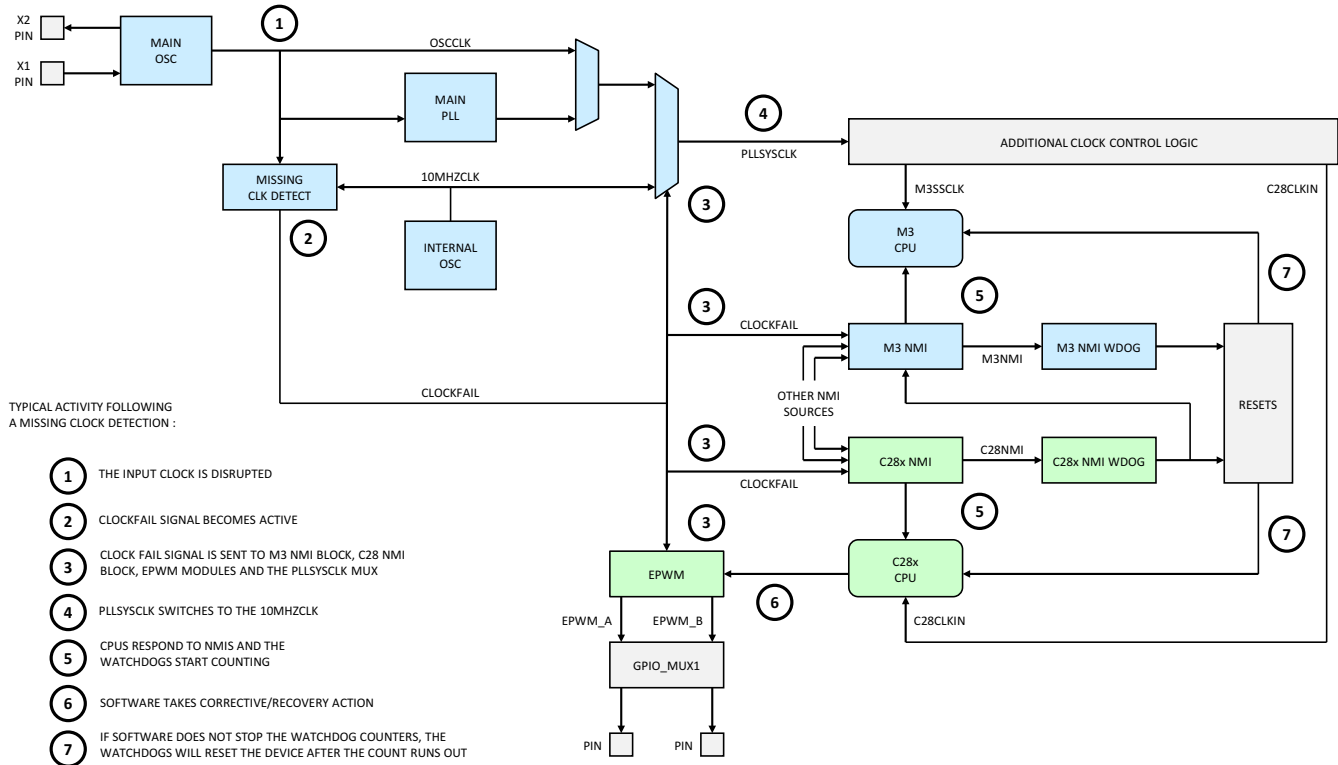 X2
PIN
X1
PIN
MAIN
OSC
1
OSCCLK
MAIN
PLL
4
PLLSYSCLK
ADDITIONAL CLOCK CONTROL LOGIC
MISSING
CLK DETECT
10MHZCLK
3
M3SSCLK
C28CLKIN
2
INTERNAL
OSC
M3
CPU
7
5
3
CLOCKFAIL
M3 NMI
M3NMI
M3 NMI WDOG
CLOCKFAIL
OTHER NMI
SOURCES
RESETS
3
CLOCKFAIL
C28x NMI
C28NMI
C28x NMI WDOG
3
5
7
EPWM
6
C28x
CPU
C28CLKIN
EPWM_A
EPWM_B
GPIO_MUX1
PIN
PIN
TYPICAL ACTIVITY FOLLOWING
A MISSING CLOCK DETECTION :
1 THE INPUT CLOCK IS DISRUPTED
2 CLOCKFAIL SIGNAL BECOMES ACTIVE
3 CLOCK FAIL SIGNAL IS SENT TO M3 NMI BLOCK, C28 NMI
BLOCK, EPWM MODULES AND THE PLLSYSCLK MUX
4 PLLSYSCLK SWITCHES TO THE 10MHZCLK
5 CPUS RESPOND TO NMIS AND THE
WATCHDOGS START COUNTING
6 SOFTWARE TAKES CORRECTIVE/RECOVERY ACTION
7 IF SOFTWARE DOES NOT STOP THE WATCHDOG COUNTERS, THE
WATCHDOGS WILL RESET THE DEVICE AFTER THE COUNT RUNS OUT